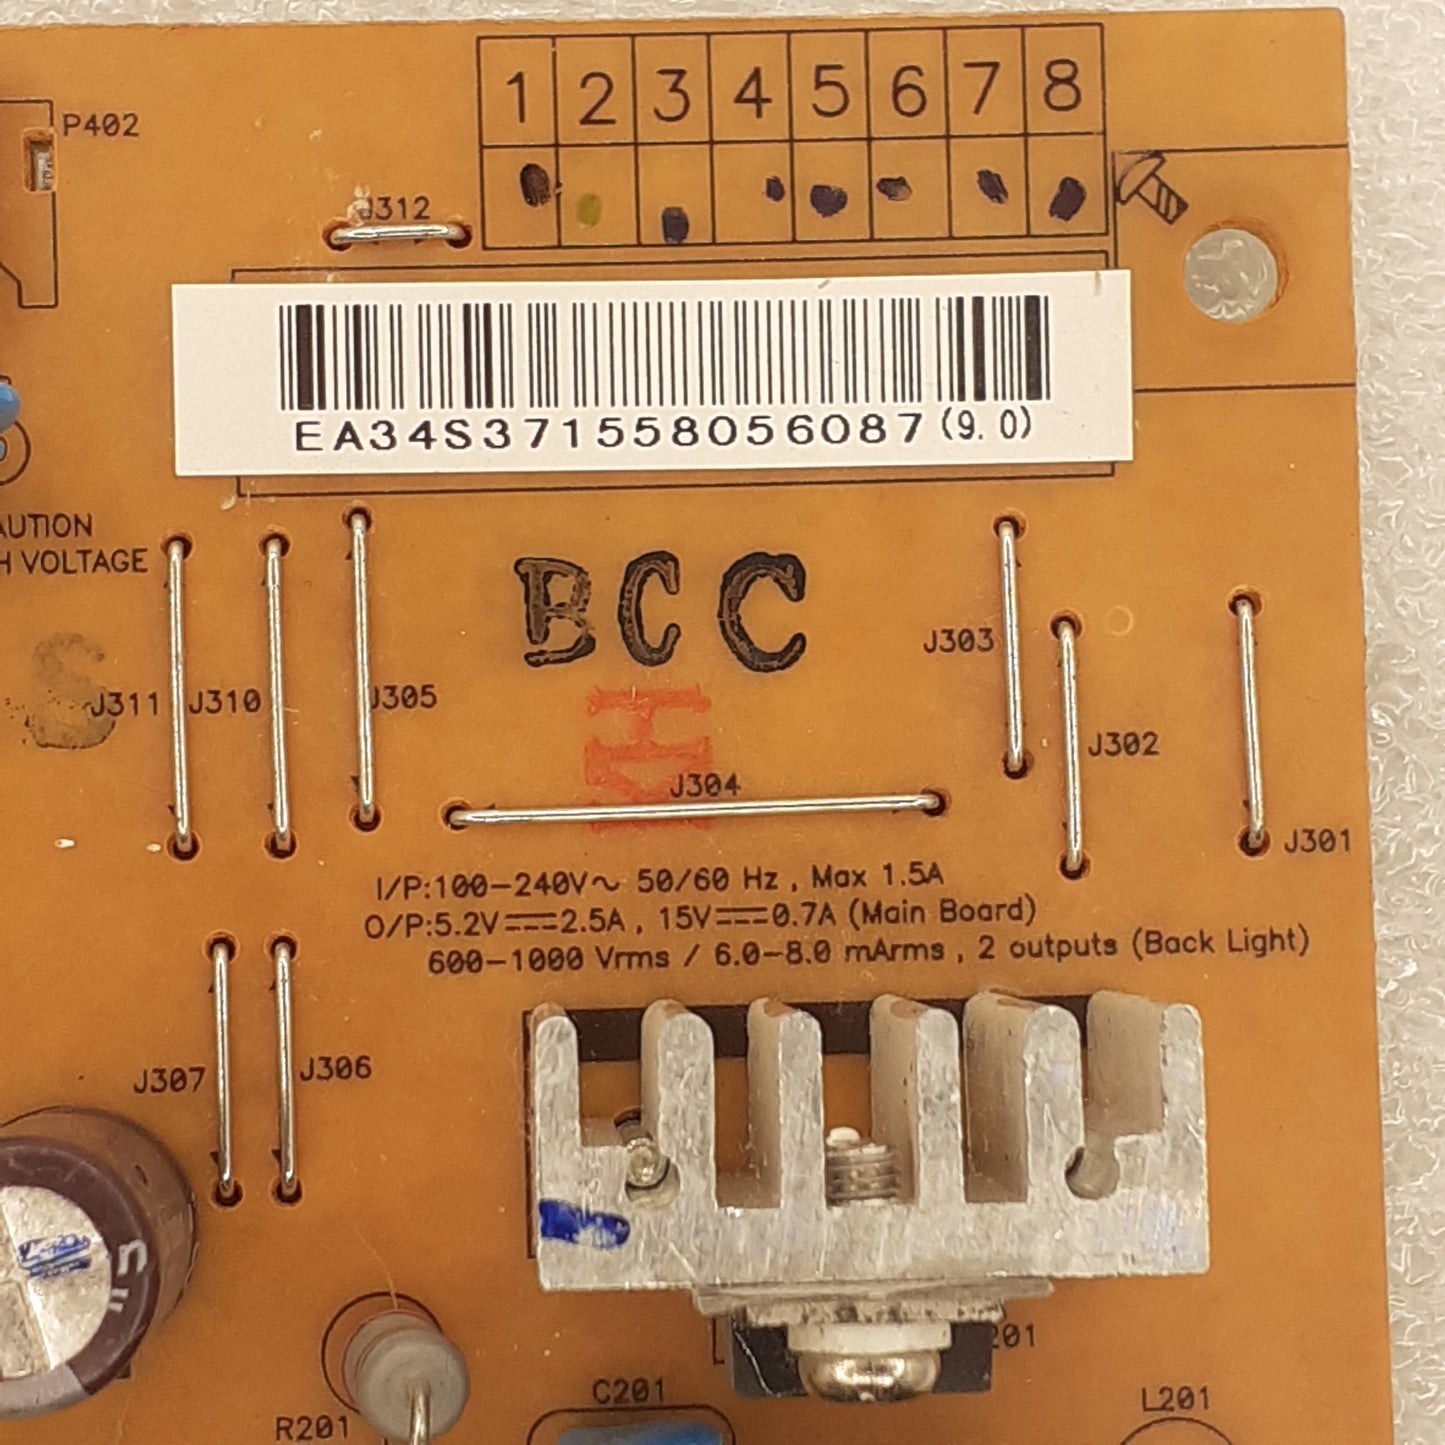 1 2 3 4 5 6 7 8
P402
J312
EA34S371558056087(9.0)
AUTION
H VOLTAGE
BCC
J303
S
J311
J310
J305
KH
J302
J304
J301
I/P:100-240V~ 50/60 Hz , Max 1.5A
O/P:5.2V⎓2.5A , 15V⎓0.7A (Main Board)
600-1000 Vrms / 6.0-8.0 mArms , 2 outputs (Back Light)
J307
J306
201
C201
L201
R201